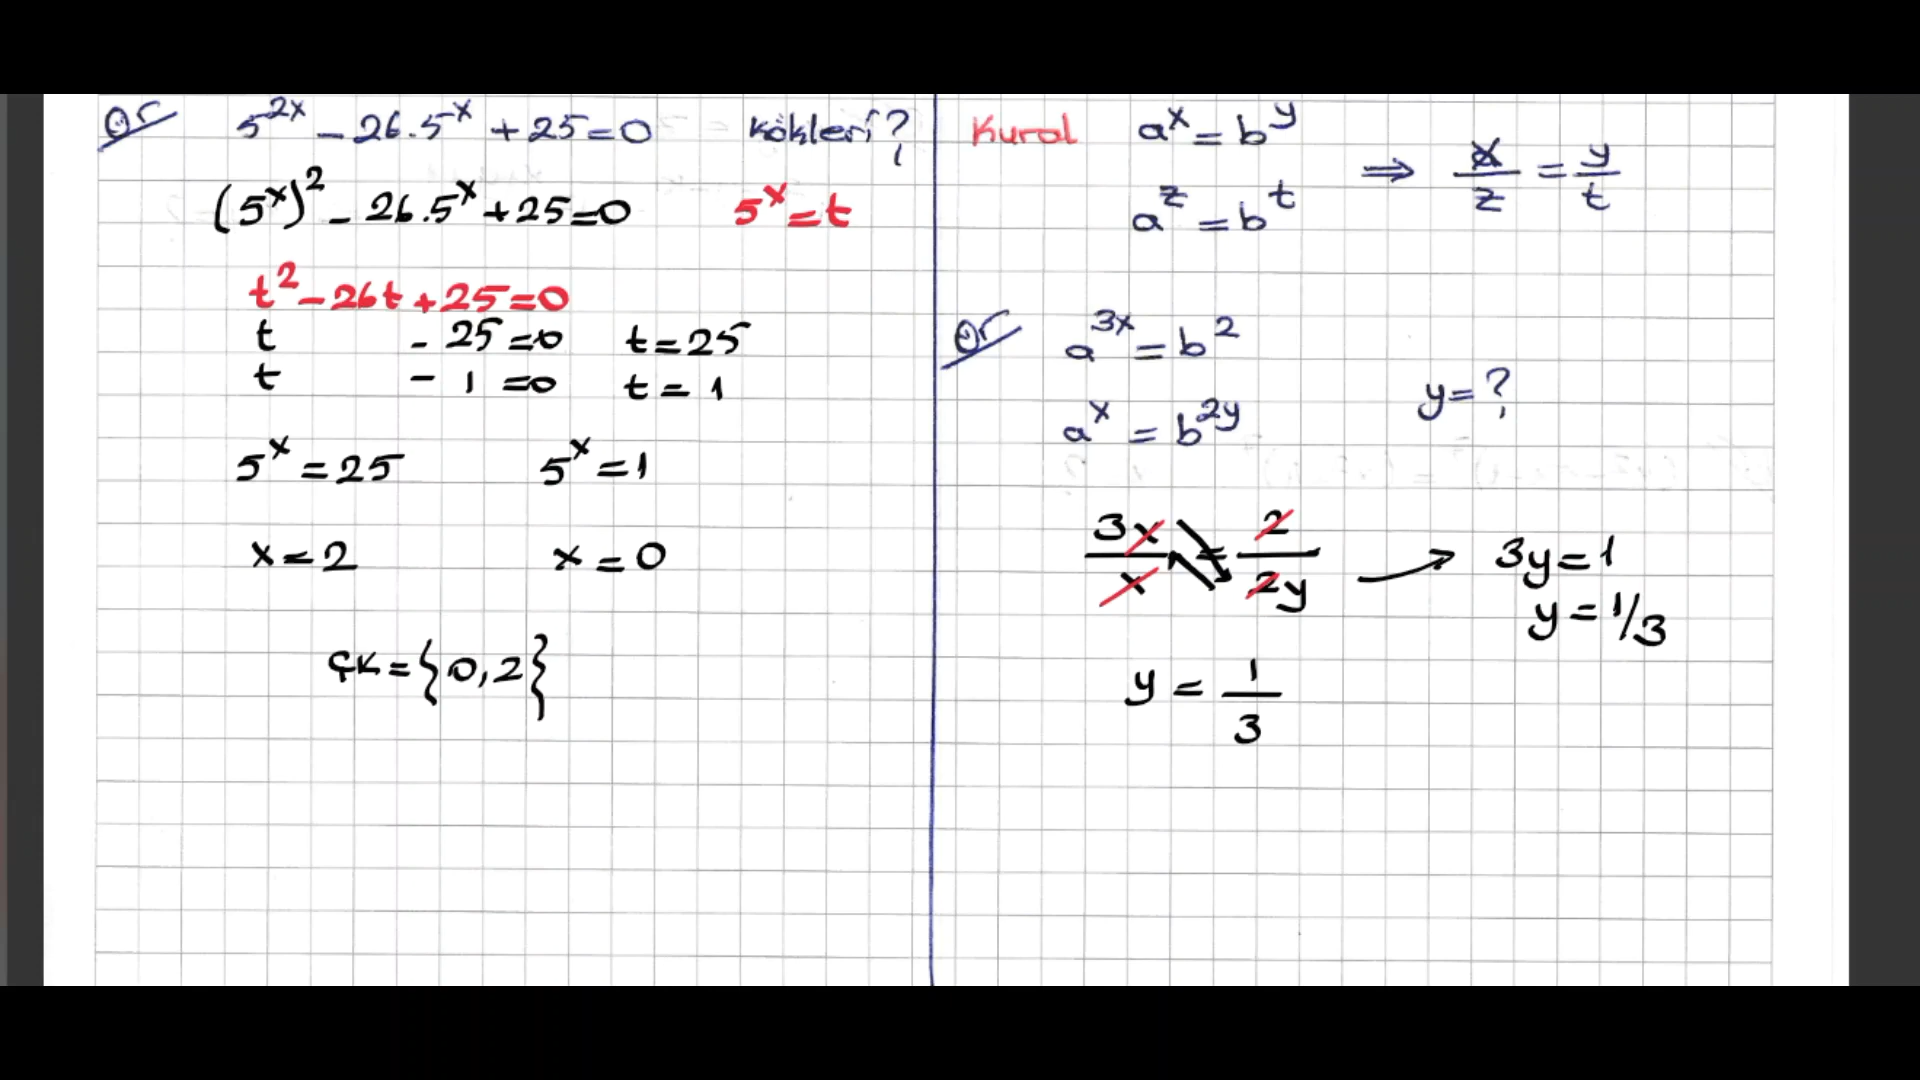 Ör 5^{2x} - 26.5^x + 25 = 0 kökleri?
(5^x)^2 - 26.5^x + 25 = 0 5^x = t
t^2 - 26t + 25 = 0
t - 25 = 0 t = 25
t - 1 = 0 t = 1
5^x = 25 5^x = 1
x = 2 x = 0
ÇK = {0, 2}
Kural a^x = b^y
a^z = b^t ⇒ x/z = y/t
Ör a^{3x} = b^2
a^x = b^{2y} y = ?
3x/x = 2/2y → 3y = 1
y = 1/3
y = 1/3